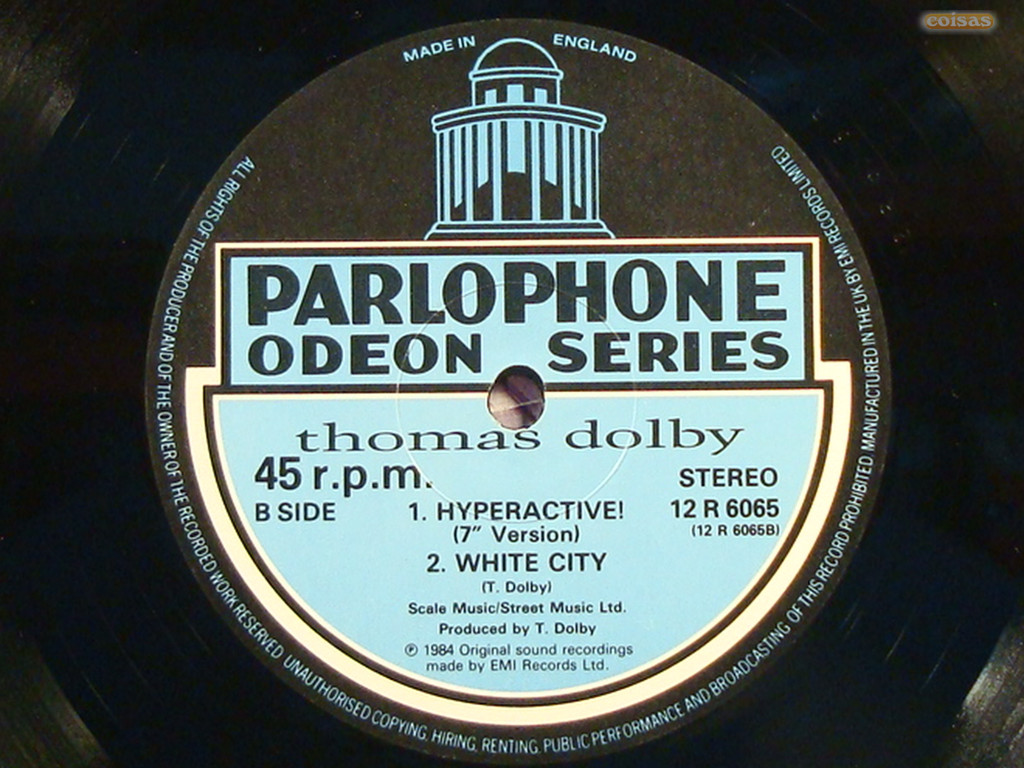 coisas
MADE IN ENGLAND
PARLOPHONE
ODEON SERIES
thomas dolby
45 r.p.m.
STEREO
B SIDE
12 R 6065
(12 R 6065B)
1. HYPERACTIVE!
(7" Version)
2. WHITE CITY
(T. Dolby)
Scale Music/Street Music Ltd.
Produced by T. Dolby
℗ 1984 Original sound recordings
made by EMI Records Ltd.
ALL RIGHTS OF THE PRODUCER AND OF THE OWNER OF THE RECORDED WORK RESERVED UNAUTHORISED COPYING, HIRING, RENTING, PUBLIC PERFORMANCE AND BROADCASTING OF THIS RECORD PROHIBITED MANUFACTURED IN THE UK BY EMI RECORDS LIMITED